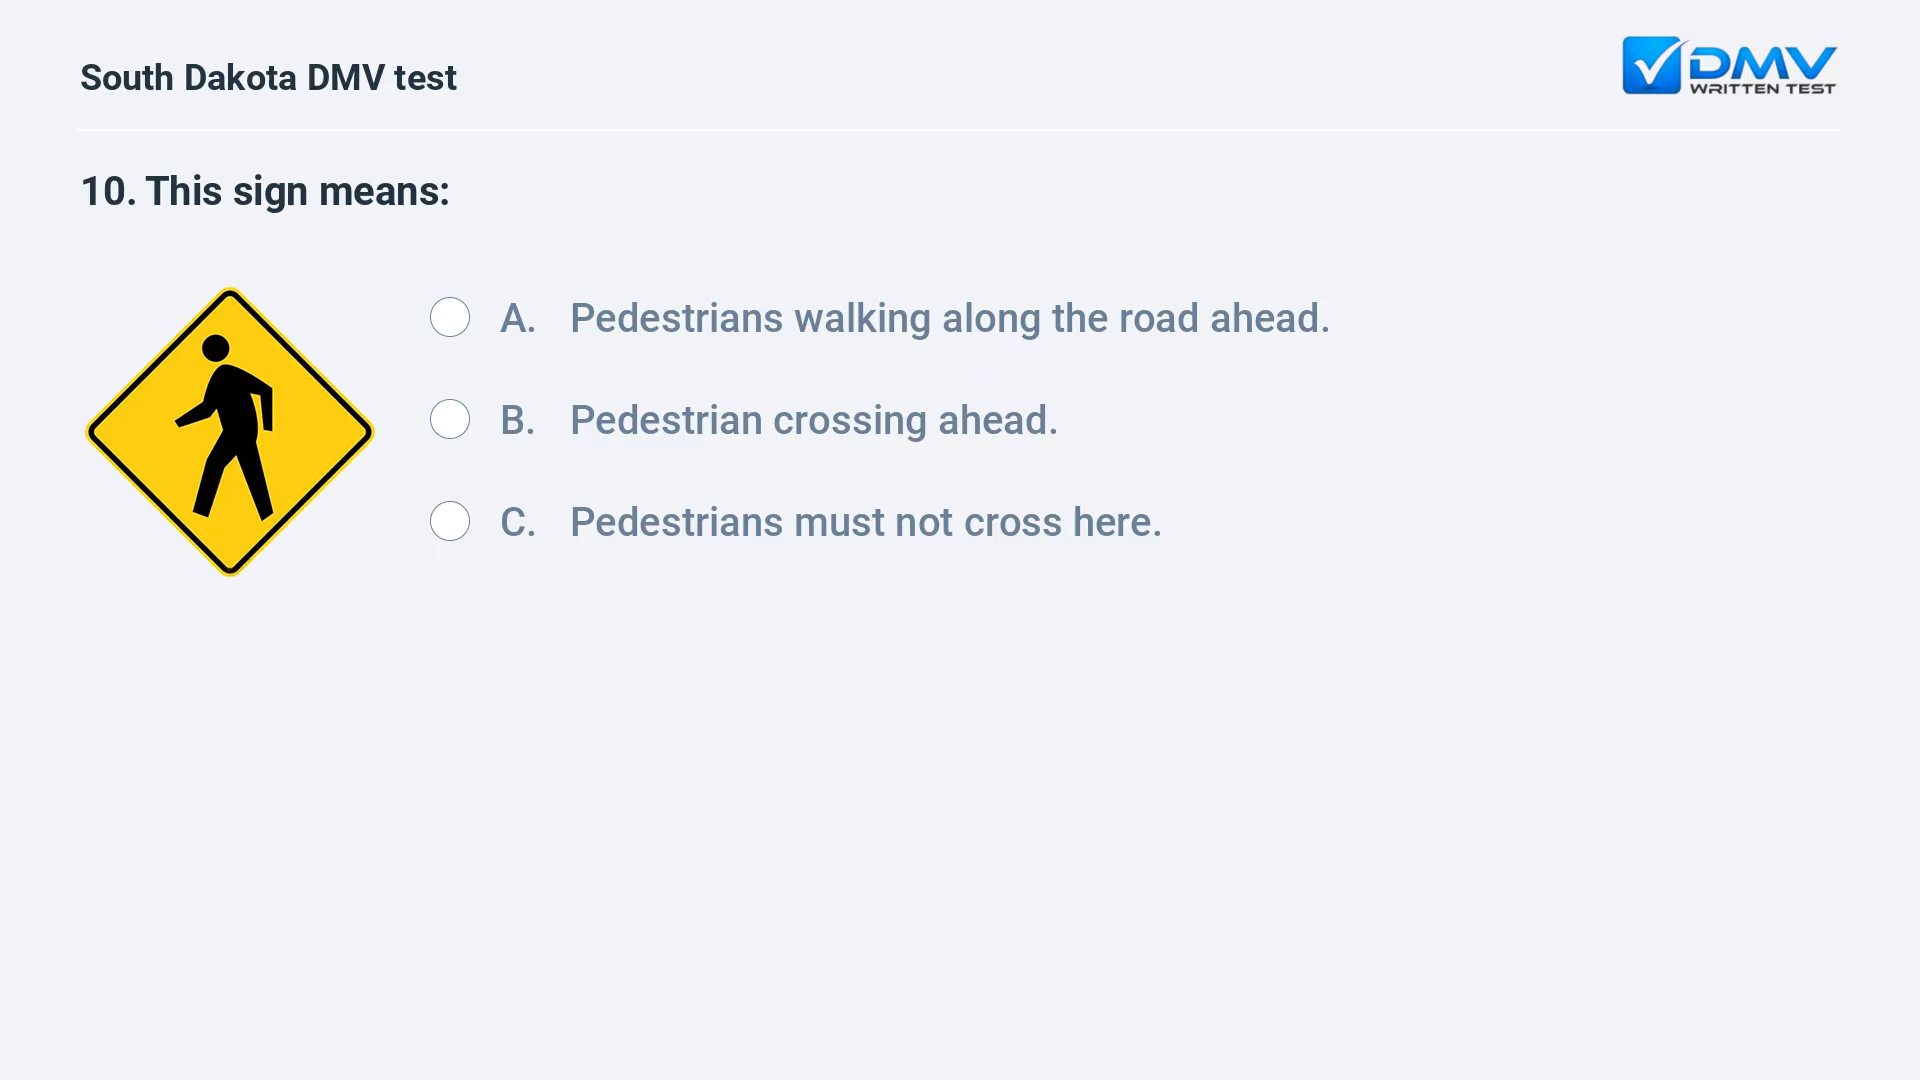 South Dakota DMV test
DMV
WRITTEN TEST
10. This sign means:
A. Pedestrians walking along the road ahead.
B. Pedestrian crossing ahead.
C. Pedestrians must not cross here.